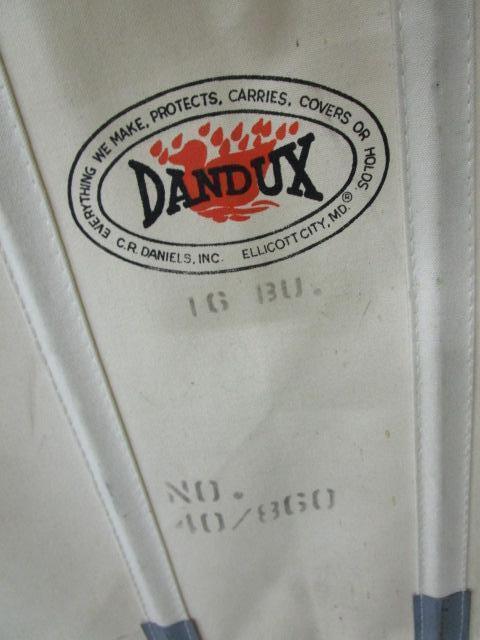 EVERYTHING WE MAKE, PROTECTS, CARRIES, COVERS OR HOLDS.
DANDUX
C.R. DANIELS, INC. ELLICOTT CITY, MD.®
16 BU.
NO.
40/860